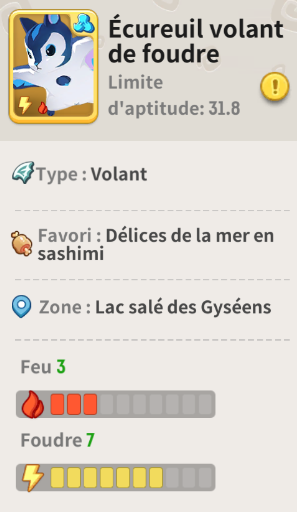 Écureuil volant
de foudre
Limite
d'aptitude: 31.8
Type : Volant
Favori : Délices de la mer en
sashimi
Zone : Lac salé des Gyséens
Feu 3
Foudre 7